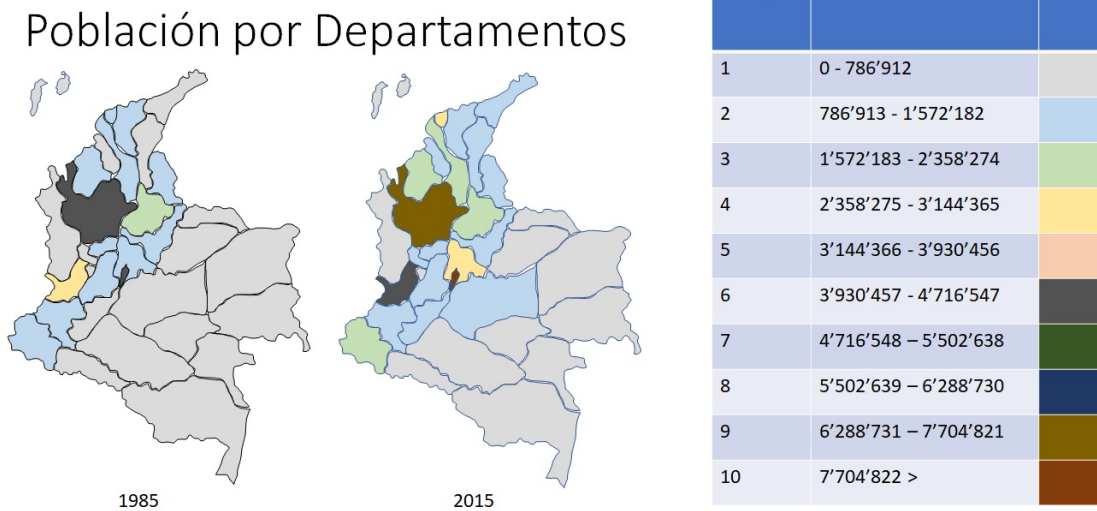 Población por Departamentos
1 0 - 786’912
2 786’913 - 1’572’182
3 1’572’183 - 2’358’274
4 2’358’275 - 3’144’365
5 3’144’366 - 3’930’456
6 3’930’457 - 4’716’547
7 4’716’548 – 5’502’638
8 5’502’639 – 6’288’730
9 6’288’731 – 7’704’821
10 7’704’822 >
1985
2015